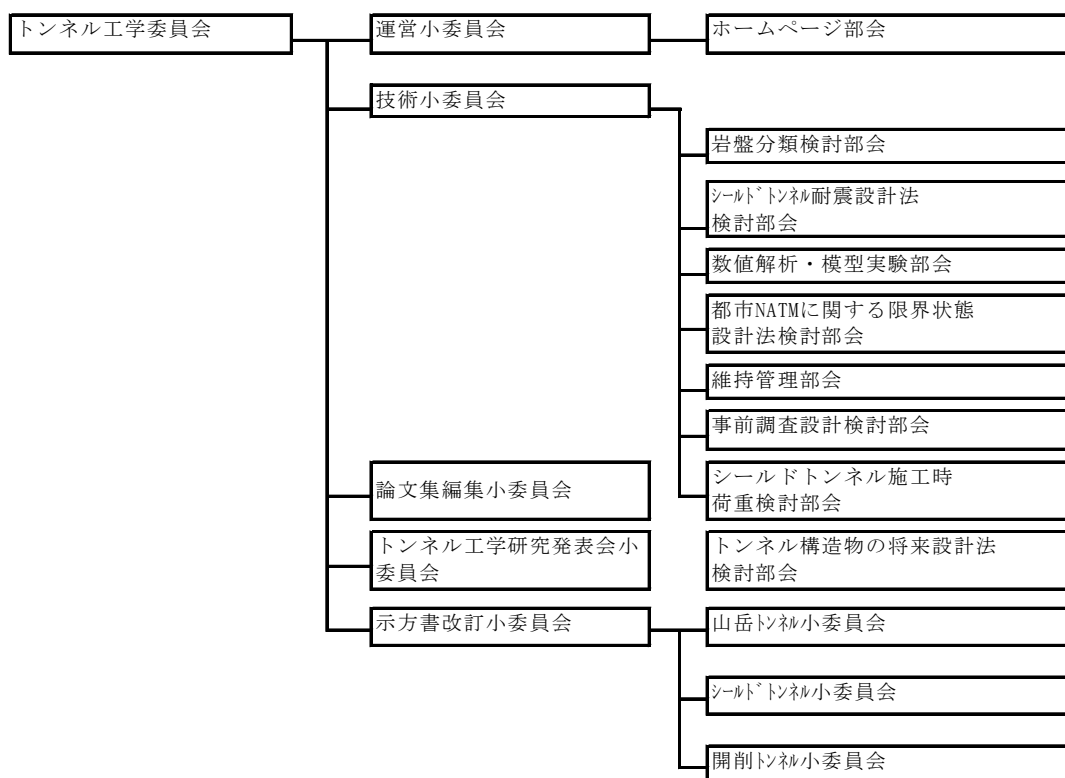 トンネル工学委員会
運営小委員会
ホームページ部会
技術小委員会
岩盤分類検討部会
ｼｰﾙﾄﾞﾄﾝﾈﾙ耐震設計法
検討部会
数値解析・模型実験部会
都市NATMに関する限界状態
設計法検討部会
維持管理部会
事前調査設計検討部会
シールドトンネル施工時
荷重検討部会
論文集編集小委員会
トンネル工学研究発表会小
委員会
トンネル構造物の将来設計法
検討部会
示方書改訂小委員会
山岳ﾄﾝﾈﾙ小委員会
ｼｰﾙﾄﾞﾄﾝﾈﾙ小委員会
開削ﾄﾝﾈﾙ小委員会